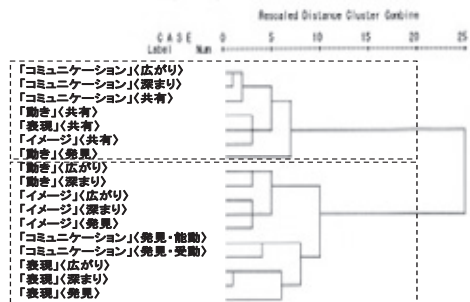 Rescaled Distance Cluster Combine
CASE 0 5 10 15 20 25
Label Num
「コミュニケーション」〈広がり〉
「コミュニケーション」〈深まり〉
「コミュニケーション」〈共有〉
「動き」〈共有〉
「表現」〈共有〉
「イメージ」〈共有〉
「動き」〈発見〉
「動き」〈広がり〉
「動き」〈深まり〉
「イメージ」〈広がり〉
「イメージ」〈深まり〉
「イメージ」〈発見〉
「コミュニケーション」〈発見・能動〉
「コミュニケーション」〈発見・受動〉
「表現」〈広がり〉
「表現」〈深まり〉
「表現」〈発見〉